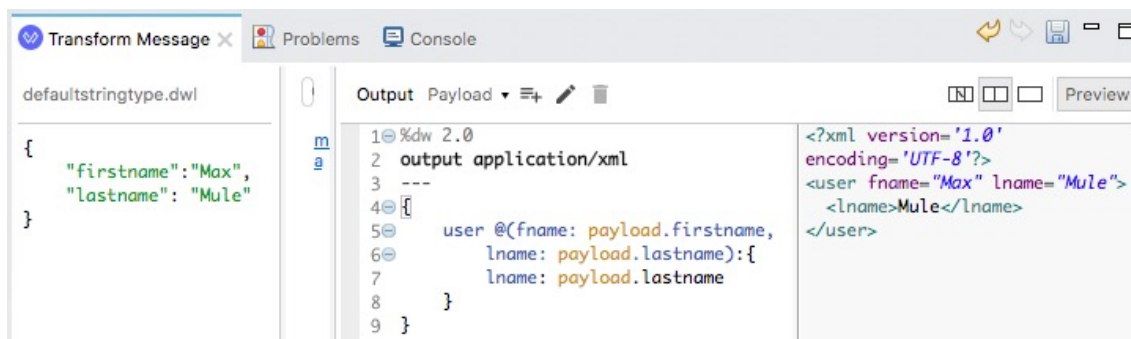 Transform Message Problems Console
defaultstringtype.dwl
{
"firstname":"Max",
"lastname": "Mule"
}
m
a
Output Payload
Preview
1 %dw 2.0
2 output application/xml
3 ---
4 {
5 user @(fname: payload.firstname,
6 lname: payload.lastname):{
7 lname: payload.lastname
8 }
9 }
<?xml version='1.0'
encoding='UTF-8'?>
<user fname="Max" lname="Mule">
<lname>Mule</lname>
</user>